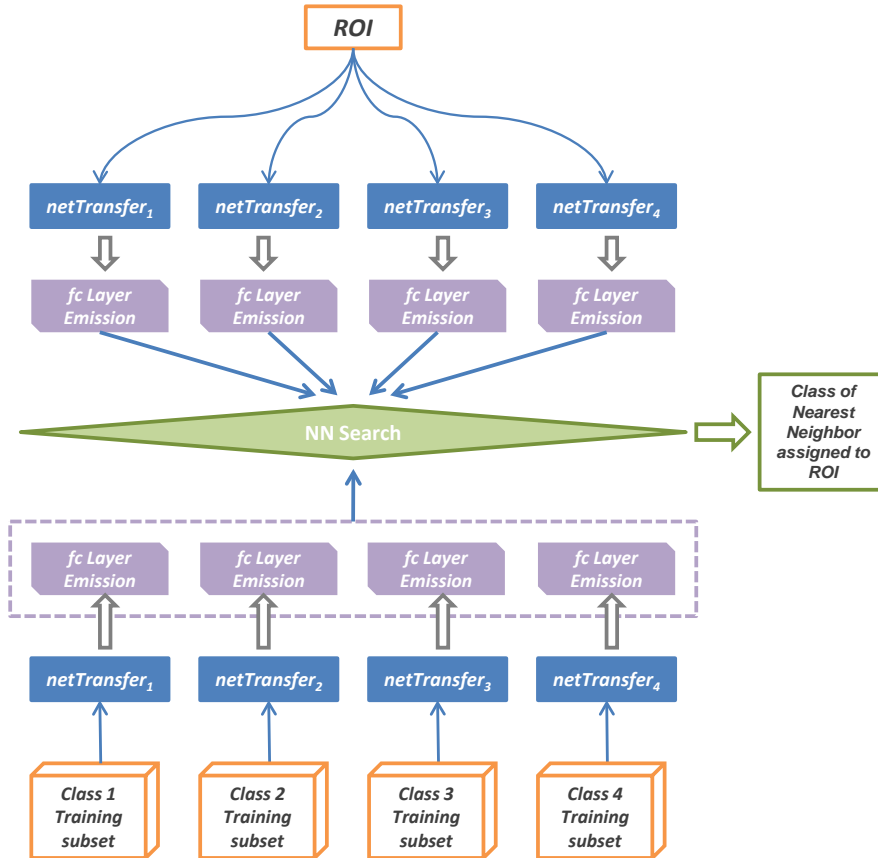 ROI
netTransfer₁ netTransfer₂ netTransfer₃ netTransfer₄
fc Layer Emission
fc Layer Emission
fc Layer Emission
fc Layer Emission
NN Search
Class of
Nearest
Neighbor
assigned to
ROI
fc Layer Emission
fc Layer Emission
fc Layer Emission
fc Layer Emission
netTransfer₁ netTransfer₂ netTransfer₃ netTransfer₄
Class 1
Training
subset
Class 2
Training
subset
Class 3
Training
subset
Class 4
Training
subset